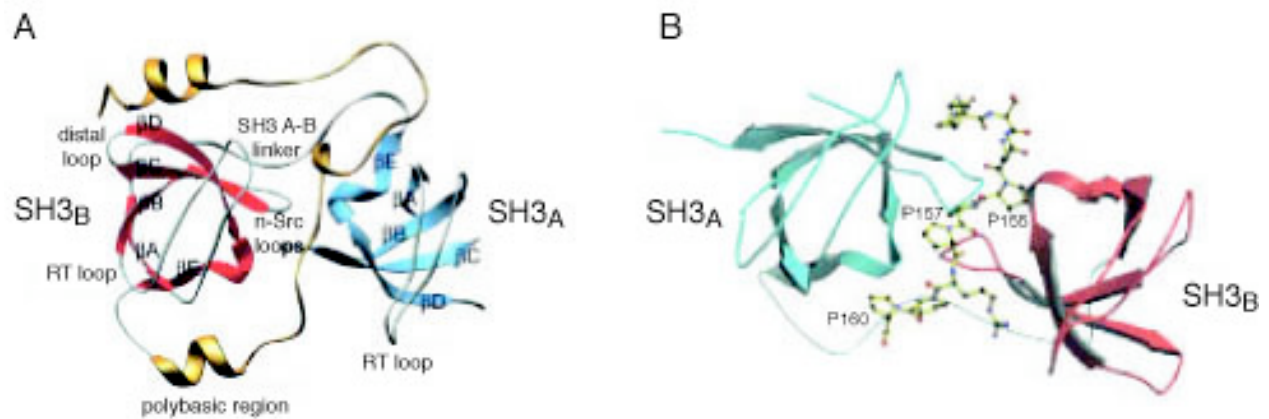 A
βD
distal
loop
SH3 A-B
linker
βC
βE
βB
βA
SH3B
n-Src
loops
SH3A
βA
βB
βC
RT loop
βE
βD
RT loop
polybasic region
B
SH3A
P157
P155
SH3B
P160